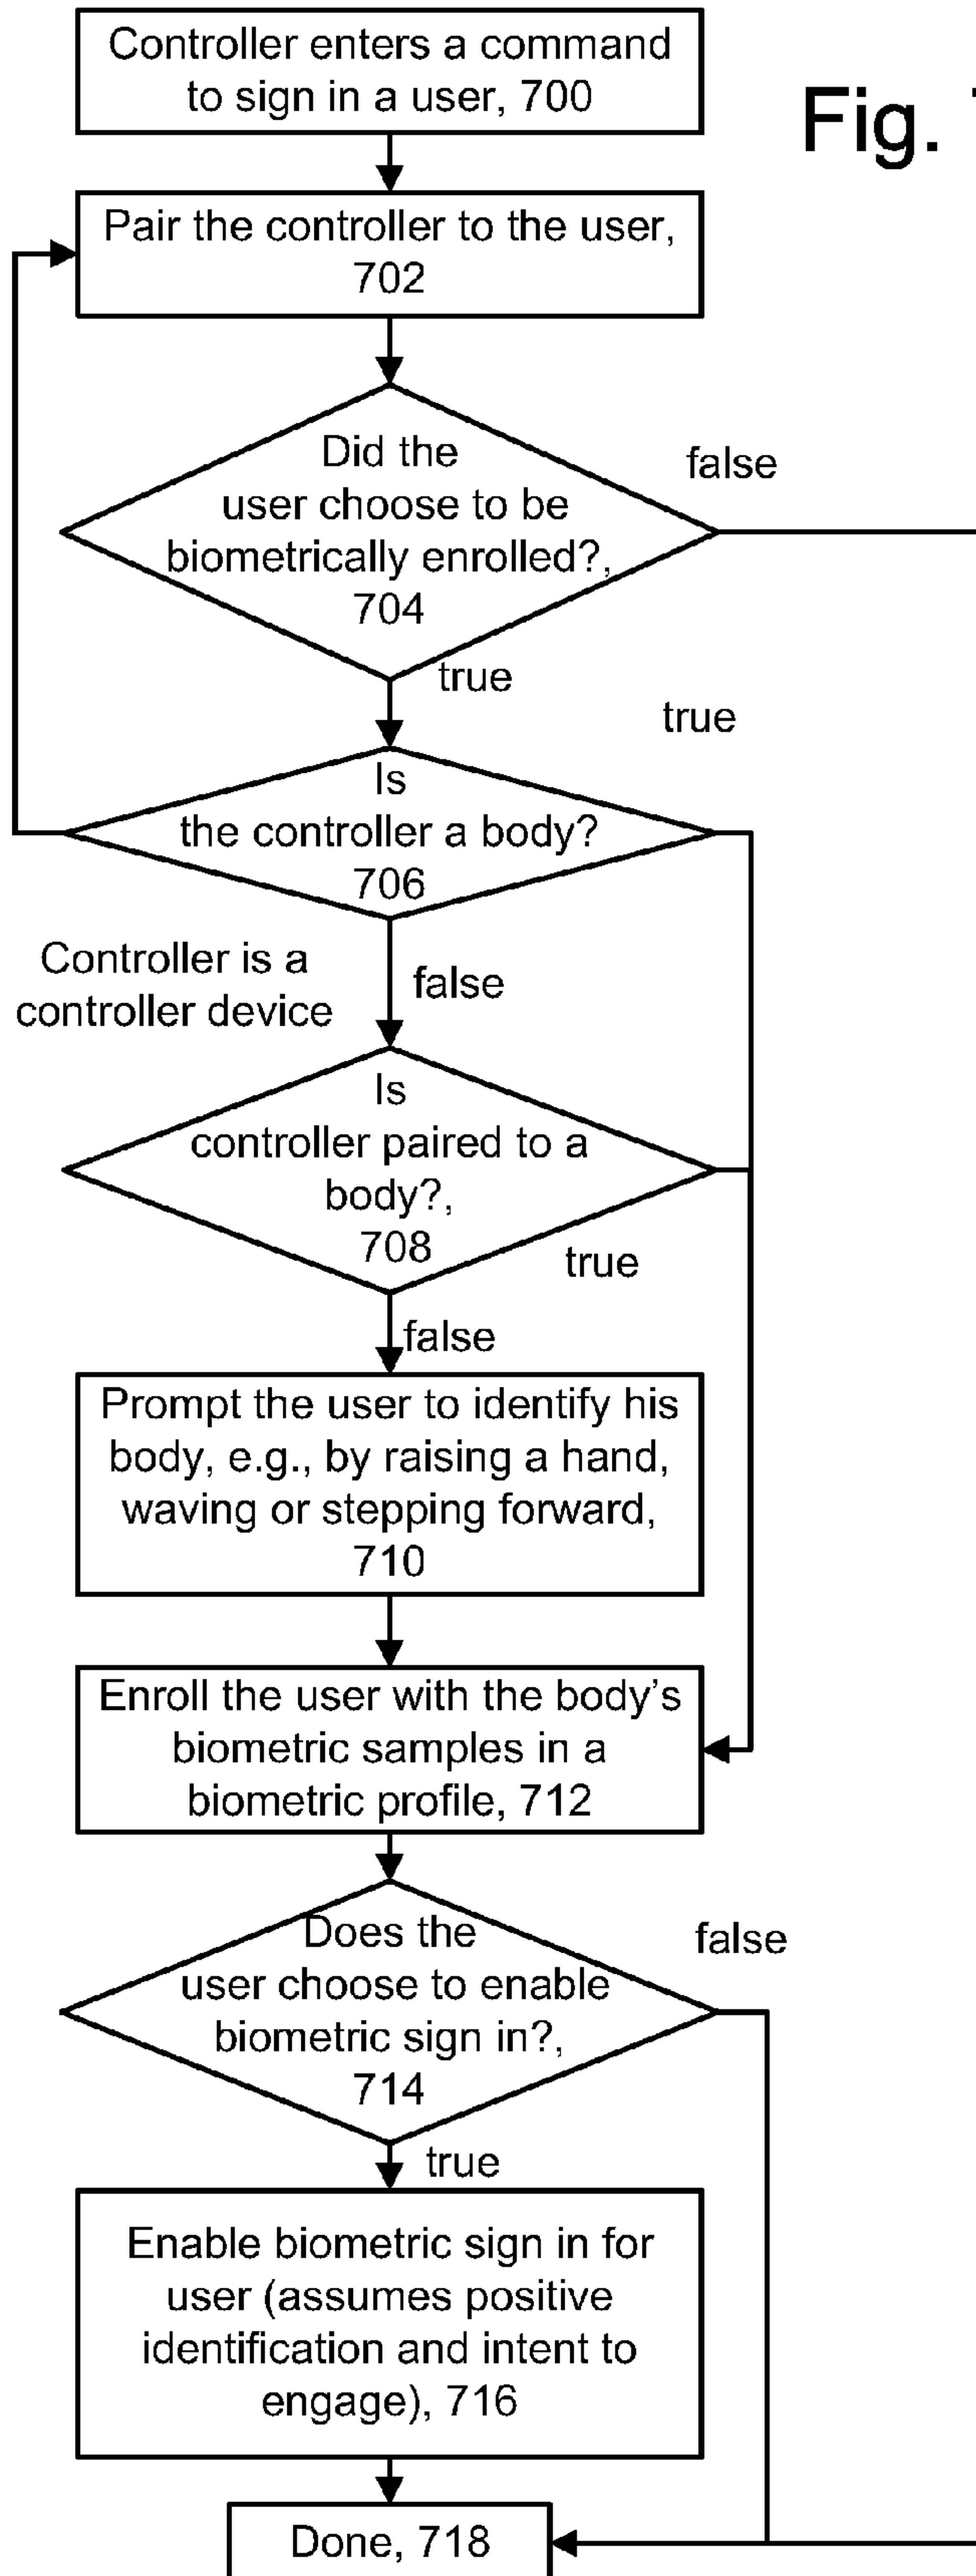 Controller enters a command
to sign in a user, 700
Fig.
Pair the controller to the user,
702
Did the
user choose to be
biometrically enrolled?,
704
false
true
true
Is
the controller a body?
706
Controller is a
controller device
false
Is
controller paired to a
body?,
708
true
false
Prompt the user to identify his
body, e.g., by raising a hand,
waving or stepping forward,
710
Enroll the user with the body's
biometric samples in a
biometric profile, 712
Does the
user choose to enable
biometric sign in?,
714
false
true
Enable biometric sign in for
user (assumes positive
identification and intent to
engage), 716
Done, 718